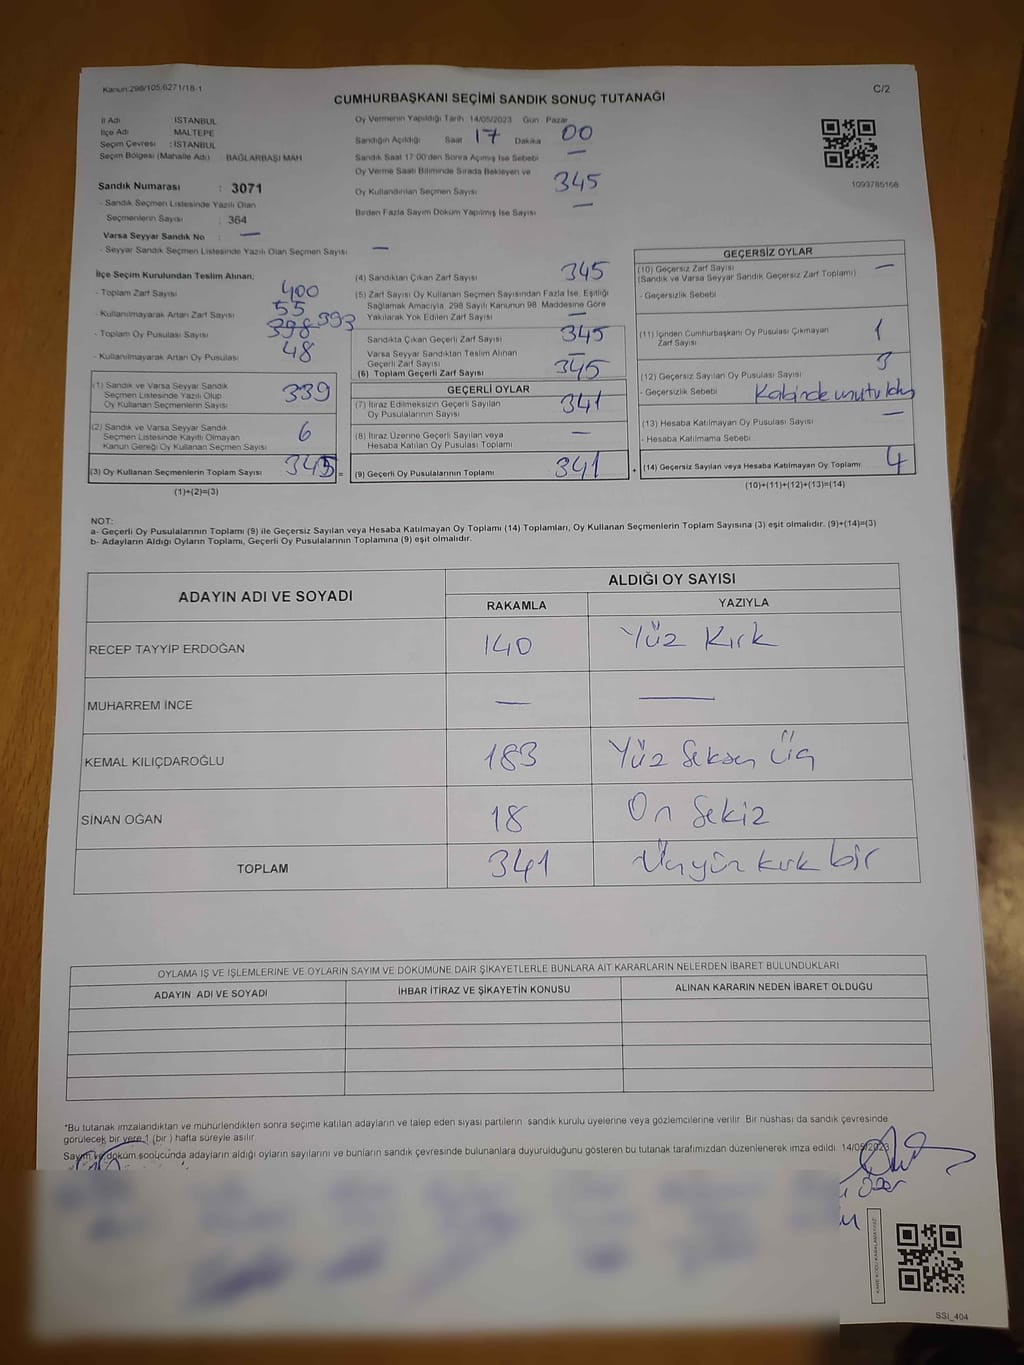 Kanun:298/105,6271/18-1
C/2
CUMHURBAŞKANI SEÇİMİ SANDIK SONUÇ TUTANAĞI
İl Adı İSTANBUL
İlçe Adı MALTEPE
Seçim Çevresi : İSTANBUL
Seçim Bölgesi (Mahalle Adı) : BAĞLARBAŞI MAH
Sandık Numarası : 3071
- Sandık Seçmen Listesinde Yazılı Olan
Seçmenlerin Sayısı : 364
Varsa Seyyar Sandık No : —
- Seyyar Sandık Seçmen Listesinde Yazılı Olan Seçmen Sayısı —
Oy Vermenin Yapıldığı Tarih 14/05/2023 Gün Pazar
Sandığın Açıldığı Saat 17 Dakika 00
Sandık Saat 17:00'den Sonra Açımış İse Sebebi —
Oy Verme Saati Bitiminde Sırada Bekleyen ve
Oy Kullandırılan Seçmen Sayısı 345
Birden Fazla Sayım Döküm Yapılmış İse Sayısı —
1093785168
İlçe Seçim Kurulundan Teslim Alınan;
- Toplam Zarf Sayısı 400
- Kullanılmayarak Artan Zarf Sayısı 55
- Toplam Oy Pusulası Sayısı 398 393
- Kullanılmayarak Artan Oy Pusulası 48
(1) Sandık ve Varsa Seyyar Sandık
Seçmen Listesinde Yazılı Olup
Oy Kullanan Seçmenlerin Sayısı 339
(2) Sandık ve Varsa Seyyar Sandık
Seçmen Listesinde Kayıtlı Olmayan
Kanun Gereği Oy Kullanan Seçmen Sayısı 6
(3) Oy Kullanan Seçmenlerin Toplam Sayısı 345 =
(1)+(2)=(3)
(4) Sandıktan Çıkan Zarf Sayısı 345
(5) Zarf Sayısı Oy Kullanan Seçmen Sayısından Fazla İse, Eşitliği
Sağlamak Amacıyla, 298 Sayılı Kanunun 98. Maddesine Göre
Yakılarak Yok Edilen Zarf Sayısı —
Sandıkta Çıkan Geçerli Zarf Sayısı 345
Varsa Seyyar Sandıktan Teslim Alınan
Geçerli Zarf Sayısı —
(6) Toplam Geçerli Zarf Sayısı 345
GEÇERLİ OYLAR
(7) İtiraz Edilmeksizin Geçerli Sayılan
Oy Pusulalarının Sayısı 341
(8) İtiraz Üzerine Geçerli Sayılan veya
Hesaba Katılan Oy Pusulası Toplamı —
(9) Geçerli Oy Pusulalarının Toplamı 341 +
GEÇERSİZ OYLAR
(10) Geçersiz Zarf Sayısı
(Sandık ve Varsa Seyyar Sandık Geçersiz Zarf Toplamı) —
- Geçersizlik Sebebi
(11) İçinden Cumhurbaşkanı Oy Pusulası Çıkmayan
Zarf Sayısı 1
(12) Geçersiz Sayılan Oy Pusulası Sayısı 3
- Geçersizlik Sebebi Kabinde unutuldu
(13) Hesaba Katılmayan Oy Pusulası Sayısı —
- Hesaba Katılmama Sebebi
(14) Geçersiz Sayılan veya Hesaba Katılmayan Oy Toplamı 4
(10)+(11)+(12)+(13)=(14)
NOT:
a- Geçerli Oy Pusulalarının Toplamı (9) ile Geçersiz Sayılan veya Hesaba Katılmayan Oy Toplamı (14) Toplamları, Oy Kullanan Seçmenlerin Toplam Sayısına (3) eşit olmalıdır. (9)+(14)=(3)
b- Adayların Aldığı Oyların Toplamı, Geçerli Oy Pusulalarının Toplamına (9) eşit olmalıdır.
ADAYIN ADI VE SOYADI
ALDIĞI OY SAYISI
RAKAMLA YAZIYLA
RECEP TAYYİP ERDOĞAN 140 Yüz Kırk
MUHARREM İNCE — —
KEMAL KILIÇDAROĞLU 183 Yüz Seksen Üç
SİNAN OĞAN 18 On Sekiz
TOPLAM 341 Üçyüz kırk bir
OYLAMA İŞ VE İŞLEMLERİNE VE OYLARIN SAYIM VE DÖKÜMÜNE DAİR ŞİKAYETLERLE BUNLARA AİT KARARLARIN NELERDEN İBARET BULUNDUKLARI
ADAYIN ADI VE SOYADI İHBAR İTİRAZ VE ŞİKAYETİN KONUSU ALINAN KARARIN NEDEN İBARET OLDUĞU
*Bu tutanak imzalandıktan ve mühürlendikten sonra seçime katılan adayların ve talep eden siyasi partilerin sandık kurulu üyelerine veya gözlemcilerine verilir. Bir nüshası da sandık çevresinde
görülecek bir yere 1 (bir ) hafta süreyle asılır.
Sayım ve döküm sonucunda adayların aldığı oyların sayılarını ve bunların sandık çevresinde bulunanlara duyurulduğunu gösteren bu tutanak tarafımızdan düzenlenerek imza edildi. 14/05/2023
KARE KODU KARALAMAYINIZ!
SSI_404